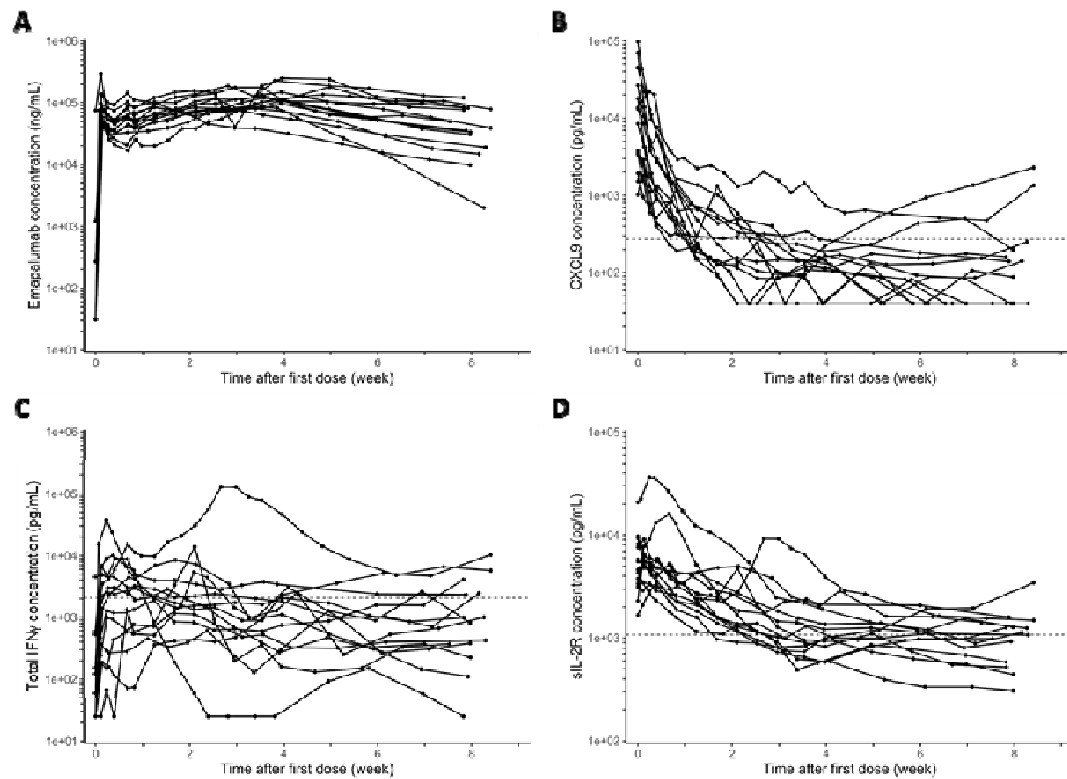 A
Emapalumab concentration (ng/mL)
1e+06
1e+05
1e+04
1e+03
1e+02
1e+01
0 2 4 6 8
Time after first dose (week)
B
CXCL9 concentration (pg/mL)
1e+05
1e+04
1e+03
1e+02
1e+01
0 2 4 6 8
Time after first dose (week)
C
Total IFNγ concentration (pg/mL)
1e+06
1e+05
1e+04
1e+03
1e+02
1e+01
0 2 4 6 8
Time after first dose (week)
D
sIL-2R concentration (pg/mL)
1e+05
1e+04
1e+03
1e+02
0 2 4 6 8
Time after first dose (week)